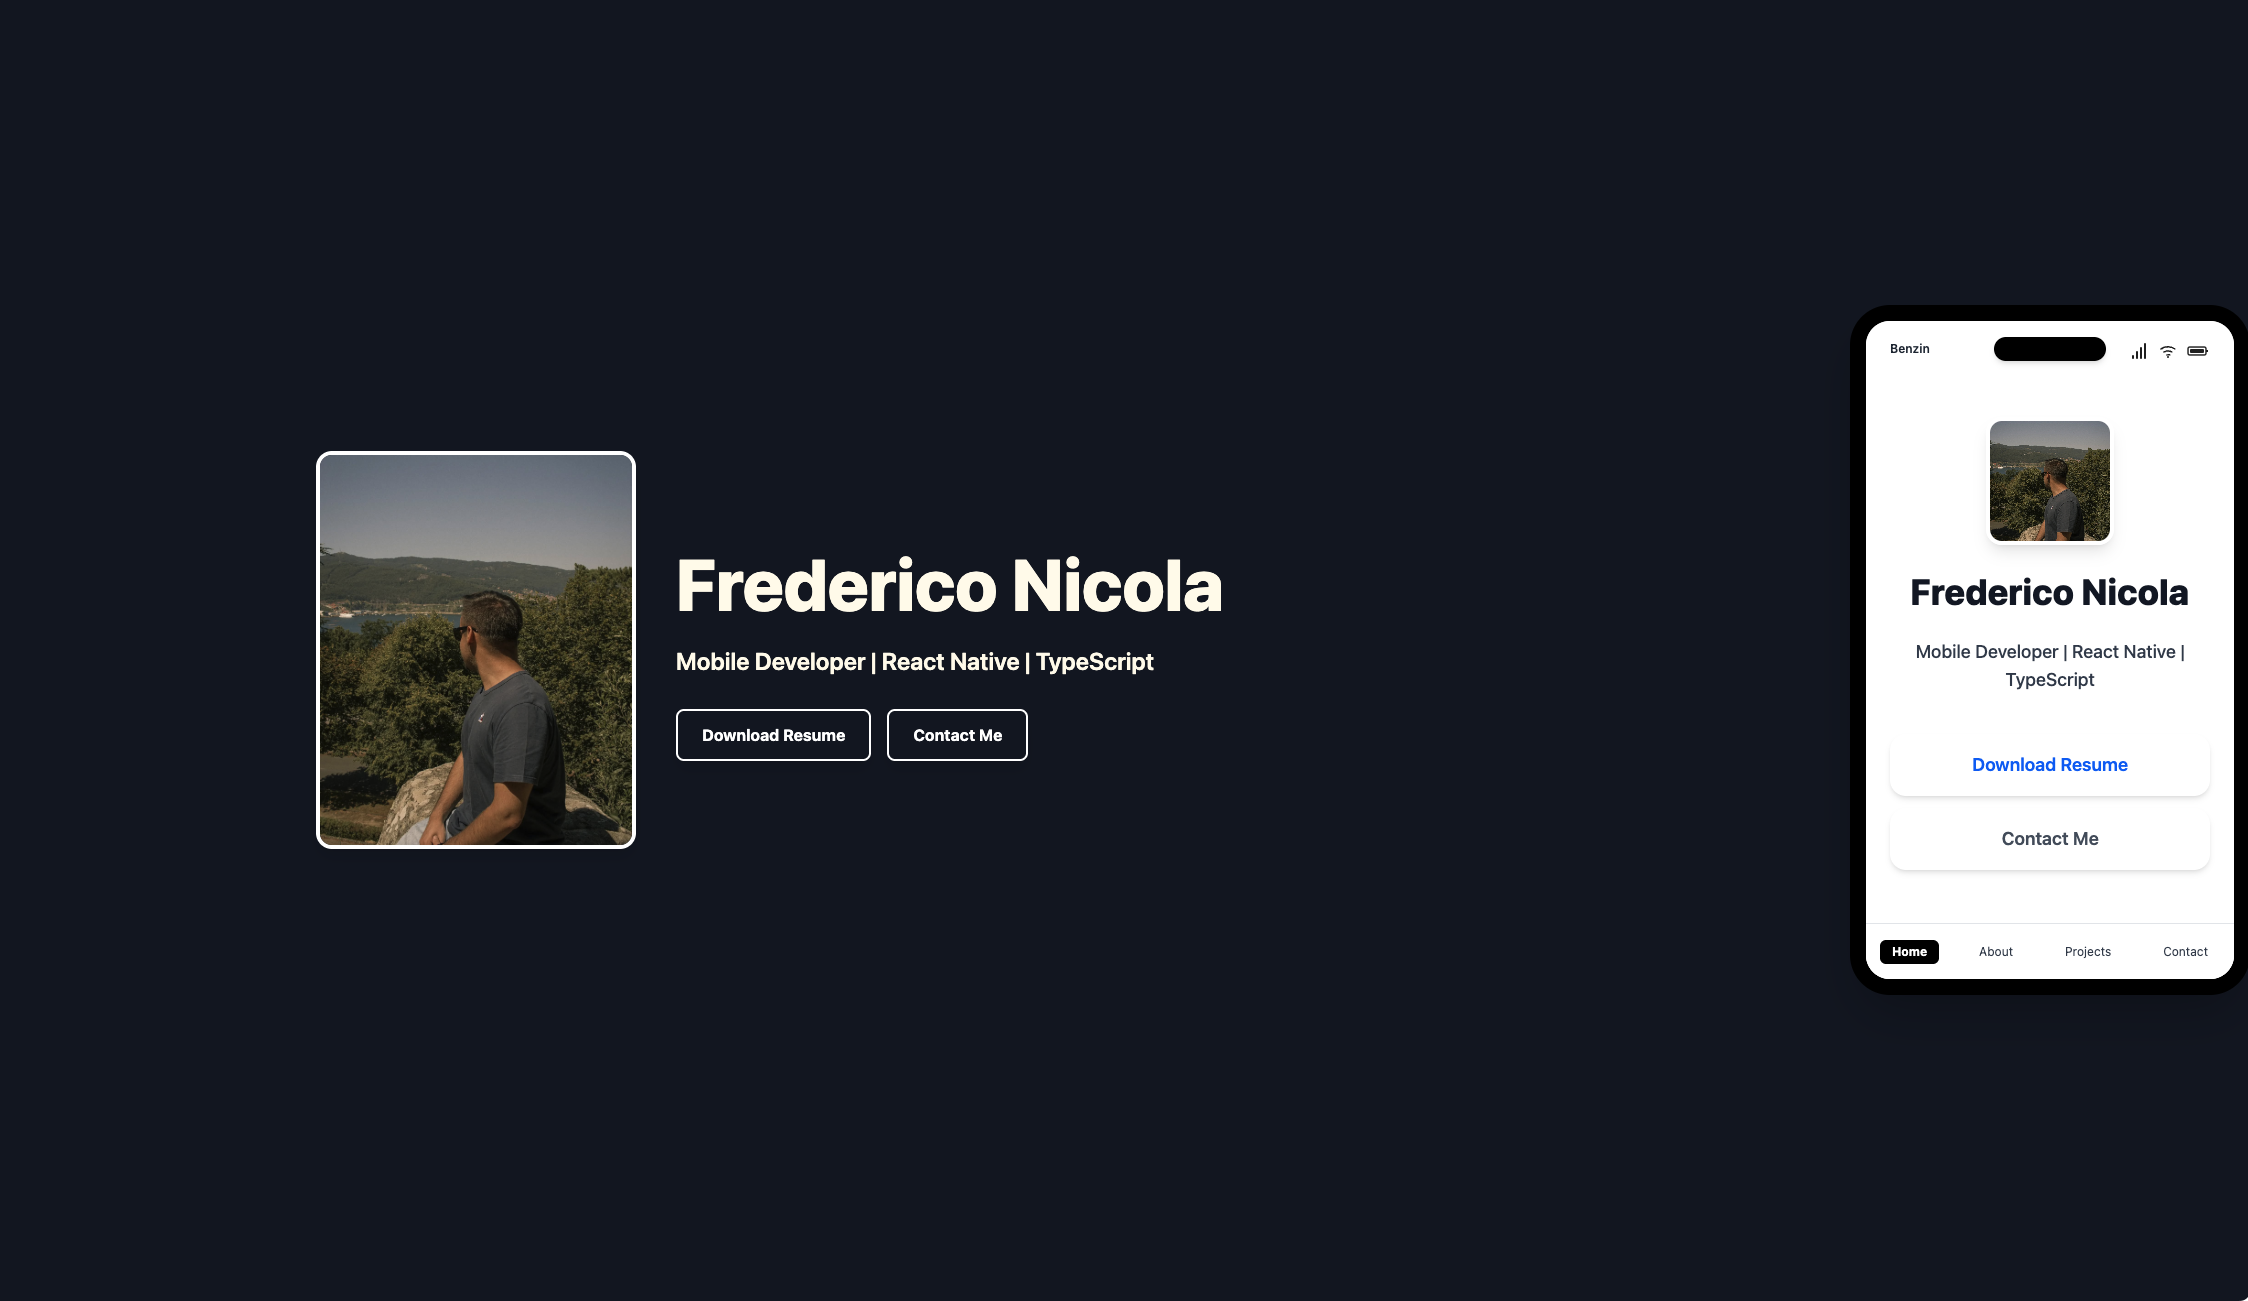 Frederico Nicola
Mobile Developer | React Native | TypeScript
Download Resume
Contact Me
Benzin
Frederico Nicola
Mobile Developer | React Native |
TypeScript
Download Resume
Contact Me
Home About Projects Contact